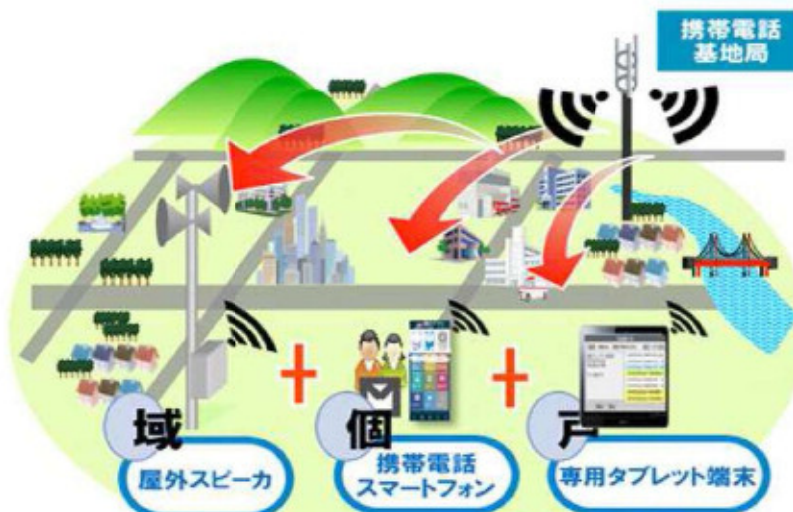 携帯電話
基地局
域
屋外スピーカ
個
携帯電話
スマートフォン
戸
専用タブレット端末